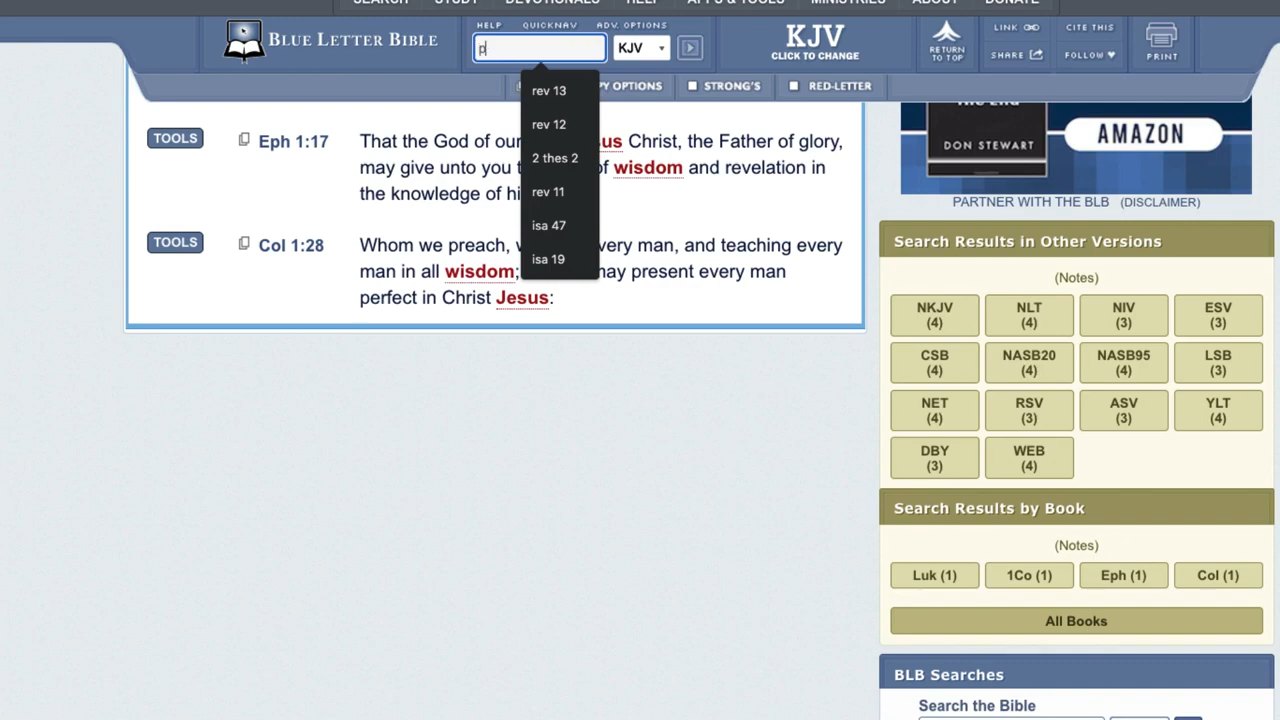 SEARCH STUDY DEVOTIONALS HELP APPS & TOOLS MINISTRIES ABOUT DONATE
BLUE LETTER BIBLE
HELP QUICKNAV ADV. OPTIONS
p
KJV
KJV
CLICK TO CHANGE
RETURN
TO TOP
LINK
CITE THIS
SHARE
FOLLOW
PRINT
PY OPTIONS
STRONG'S
RED-LETTER
rev 13
rev 12
2 thes 2
rev 11
isa 47
isa 19
TOOLS
Eph 1:17
That the God of our us Christ, the Father of glory,
may give unto you of wisdom and revelation in
the knowledge of hi
TOOLS
Col 1:28
Whom we preach, very man, and teaching every
man in all wisdom; may present every man
perfect in Christ Jesus:
DON STEWART
AMAZON
PARTNER WITH THE BLB (DISCLAIMER)
Search Results in Other Versions
(Notes)
NKJV
(4)
NLT
(4)
NIV
(3)
ESV
(3)
CSB
(4)
NASB20
(4)
NASB95
(4)
LSB
(3)
NET
(4)
RSV
(3)
ASV
(3)
YLT
(4)
DBY
(3)
WEB
(4)
Search Results by Book
(Notes)
Luk (1)
1Co (1)
Eph (1)
Col (1)
All Books
BLB Searches
Search the Bible